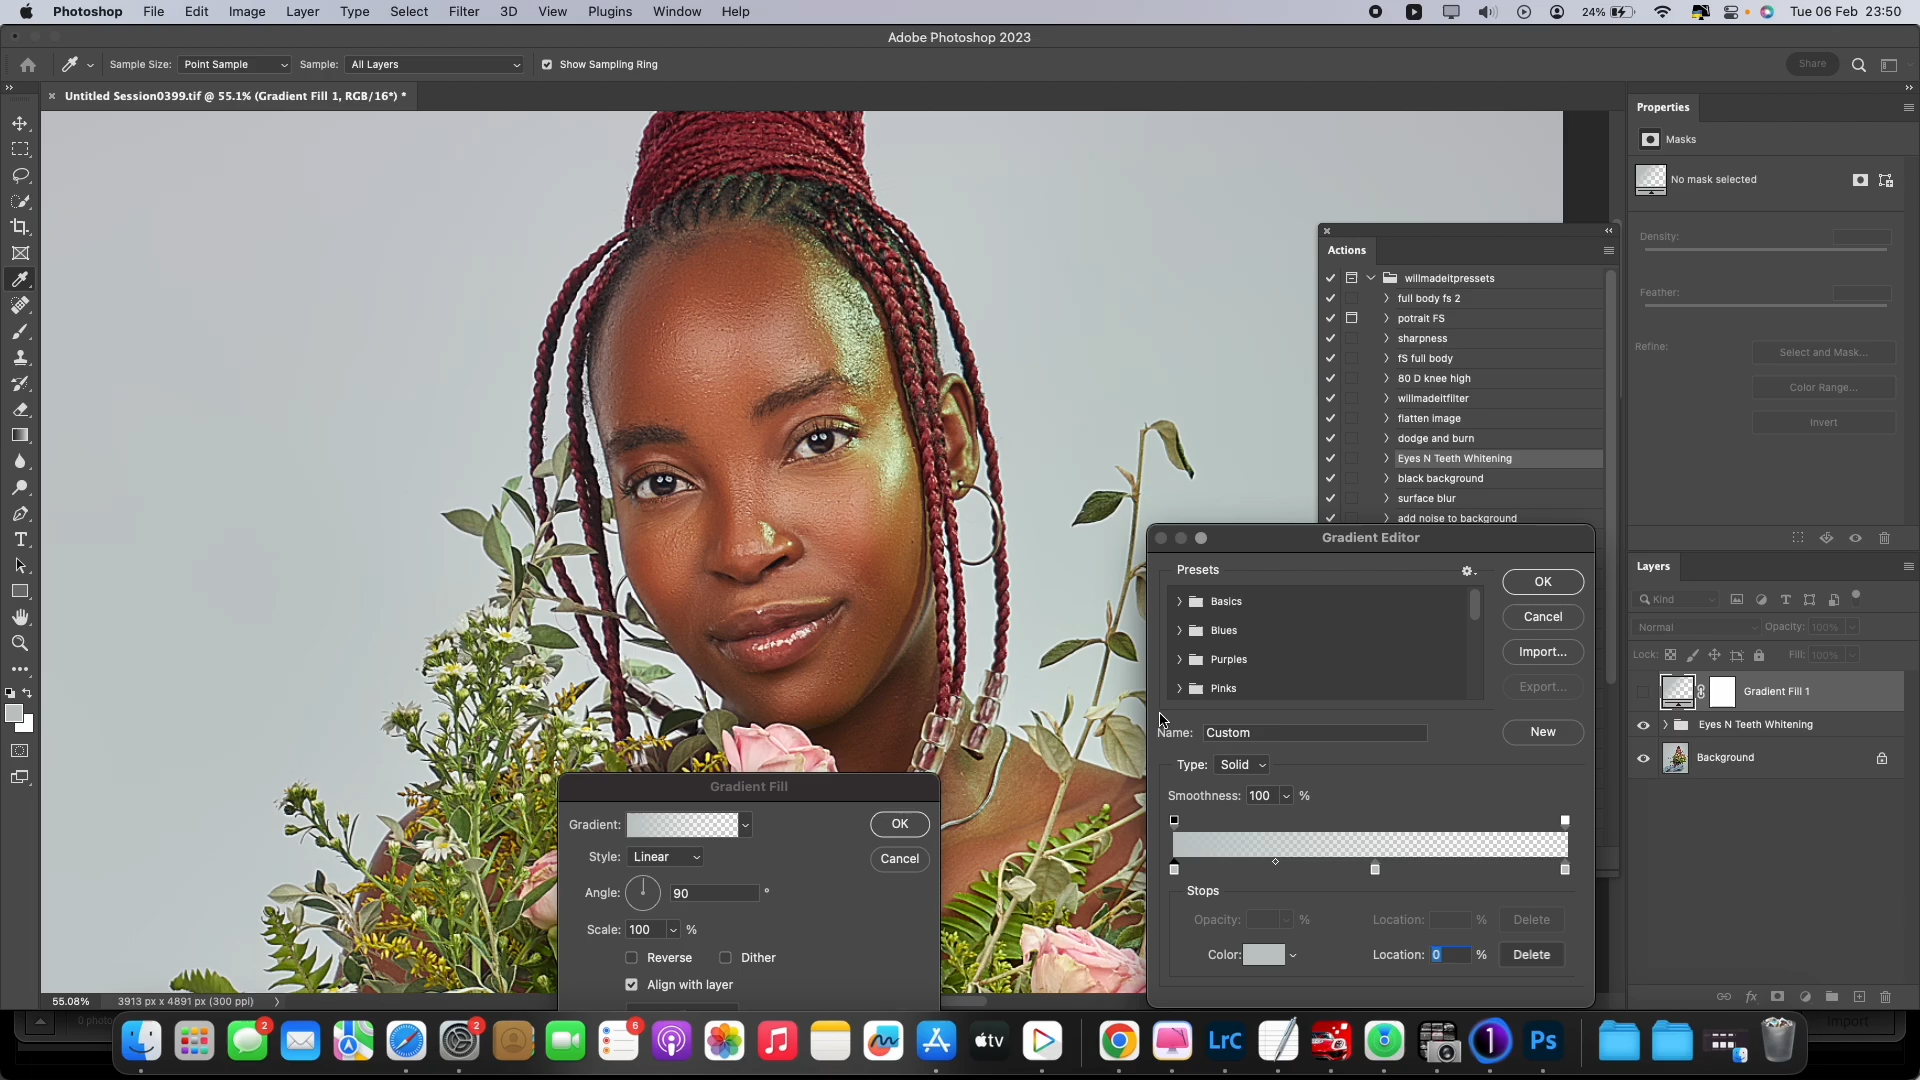 Photoshop File Edit Image Layer Type Select Filter 3D View Plugins Window Help 24% Tue 06 Feb 23:50
Adobe Photoshop 2023
Sample Size: Point Sample Sample: All Layers Show Sampling Ring Share
Untitled Session0399.tif @ 55.1% (Gradient Fill 1, RGB/16*) *
Properties
Masks
No mask selected
Density:
Feather:
Refine:
Select and Mask...
Color Range...
Invert
Actions
willmadeitpressets
full body fs 2
potrait FS
sharpness
fS full body
80 D knee high
willmadeitfilter
flatten image
dodge and burn
Eyes N Teeth Whitening
black background
surface blur
add noise to background
Gradient Editor
Presets
Basics
Blues
Purples
Pinks
OK
Cancel
Import...
Export...
Name: Custom
New
Type: Solid
Smoothness: 100 %
Stops
Opacity: % Location: % Delete
Color: Location: 0 % Delete
Gradient Fill
Gradient:
OK
Style: Linear
Cancel
Angle: 90 °
Scale: 100 %
Reverse Dither
Align with layer
Layers
Kind
Normal Opacity: 100%
Lock: Fill: 100%
Gradient Fill 1
Eyes N Teeth Whitening
Background
fx
55.08% 3913 px x 4891 px (300 ppi)
Import
2
2
6
tv
LrC
1
Ps